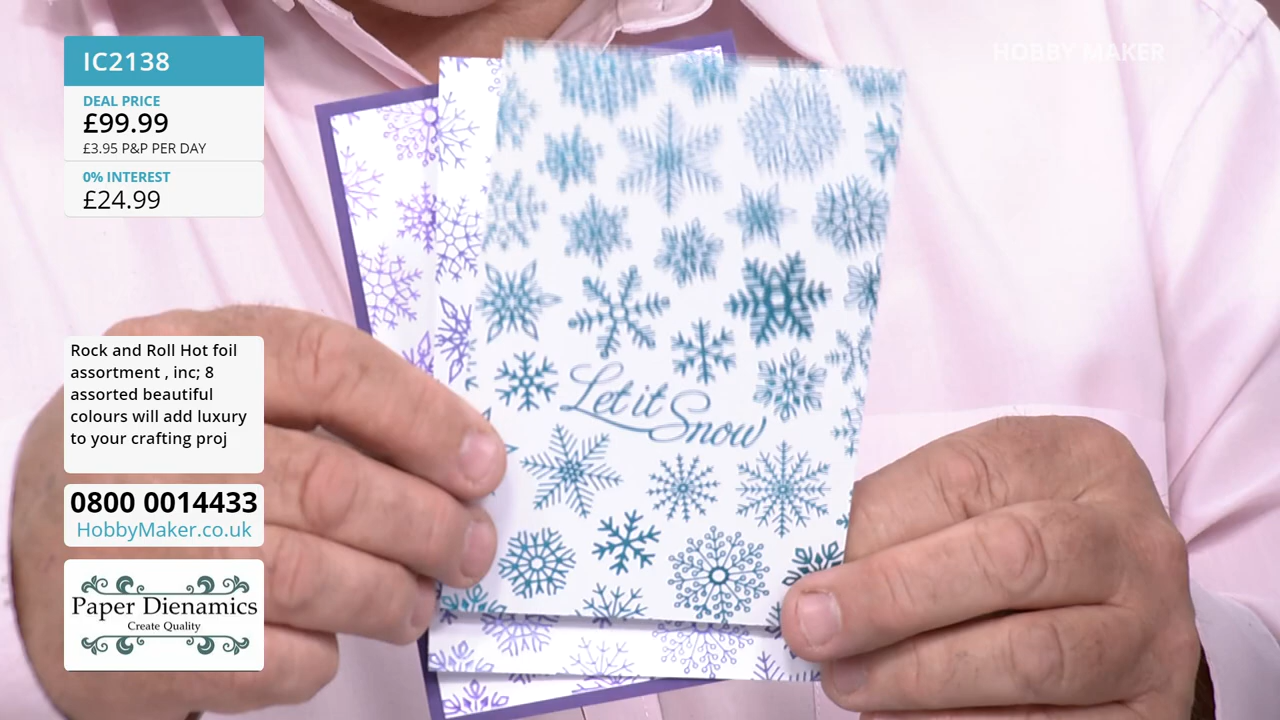 IC2138
DEAL PRICE
£99.99
£3.95 P&P PER DAY
0% INTEREST
£24.99
HOBBY MAKER
Let it Snow
Rock and Roll Hot foil
assortment , inc; 8
assorted beautiful
colours will add luxury
to your crafting proj
0800 0014433
HobbyMaker.co.uk
Paper Dienamics
Create Quality